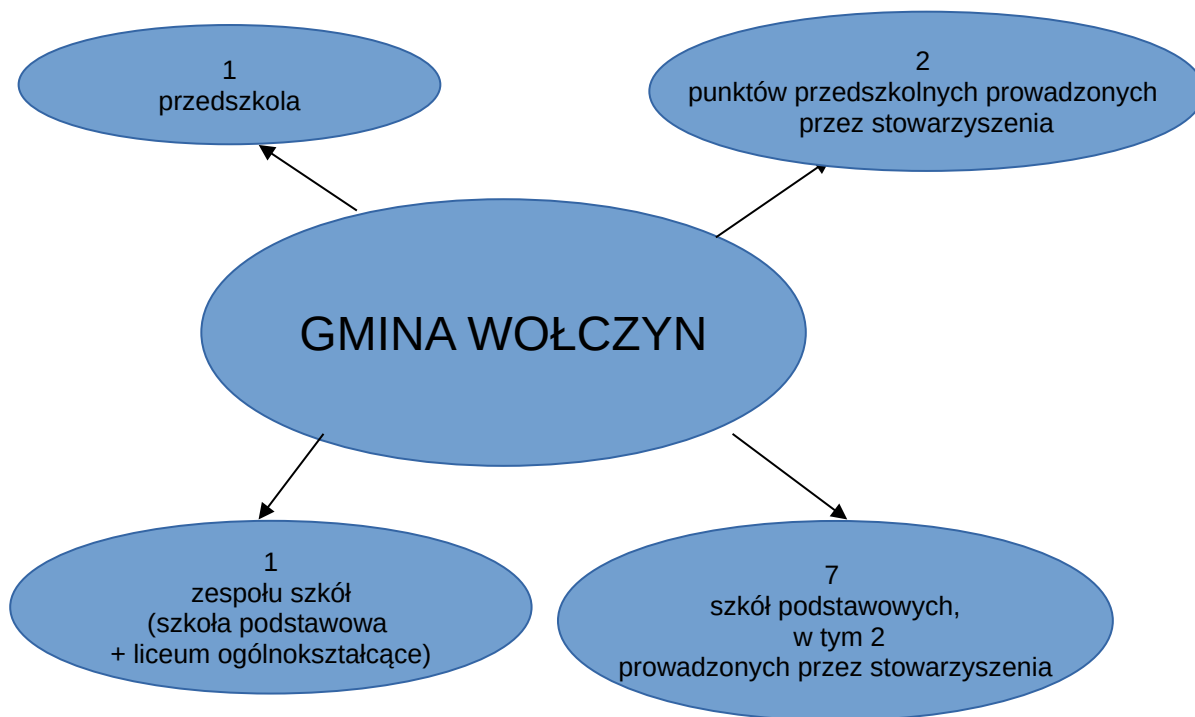 1
przedszkola
2
punktów przedszkolnych prowadzonych
przez stowarzyszenia
GMINA WOŁCZYN
1
zespołu szkół
(szkoła podstawowa
+ liceum ogólnokształcące)
7
szkół podstawowych,
w tym 2
prowadzonych przez stowarzyszenia